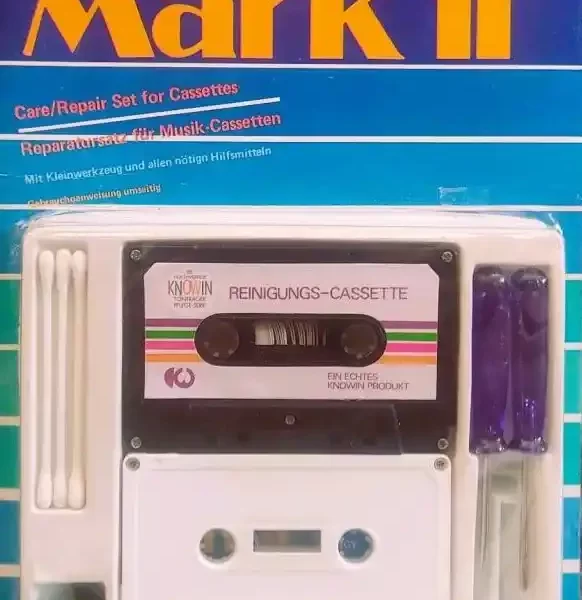 Mark II
Care/Repair Set for Cassettes
Reparatursatz für Musik-Cassetten
Mit Kleinwerkzeug und allen nötign Hilfsmitteln
Gebrauchsanweisung umseitig
KNOWIN
REINIGUNGS-CASSETTE
EIN ECHTES
KNOWIN PRODUKT